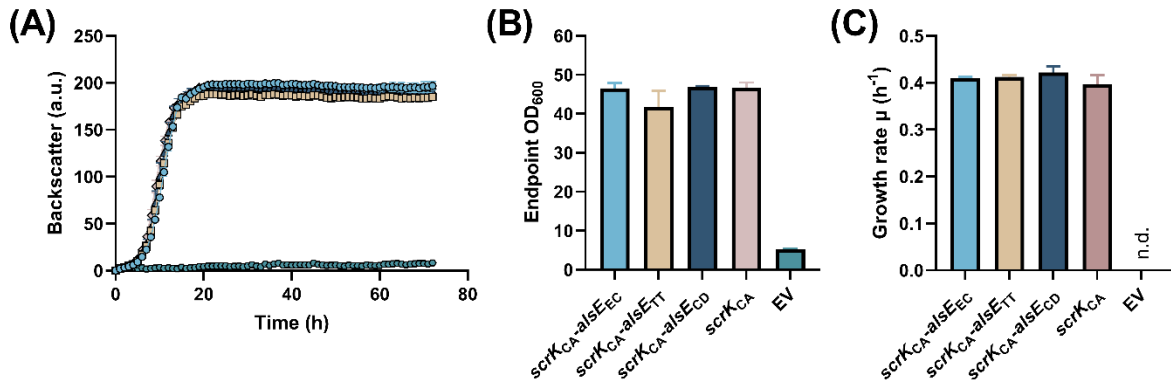 (A)
Backscatter (a.u.)
250
200
150
100
50
0
0 20 40 60 80
Time (h)
(B)
Endpoint OD600
60
50
40
30
20
10
0
scrKCA-alsEEC
scrKCA-alsETT
scrKCA-alsECD
scrKCA
EV
(C)
Growth rate µ (h-1)
0.5
0.4
0.3
0.4
0.1
0.0
n.d.
scrKCA-alsEEC
scrKCA-alsETT
scrKCA-alsECD
scrKCA
EV